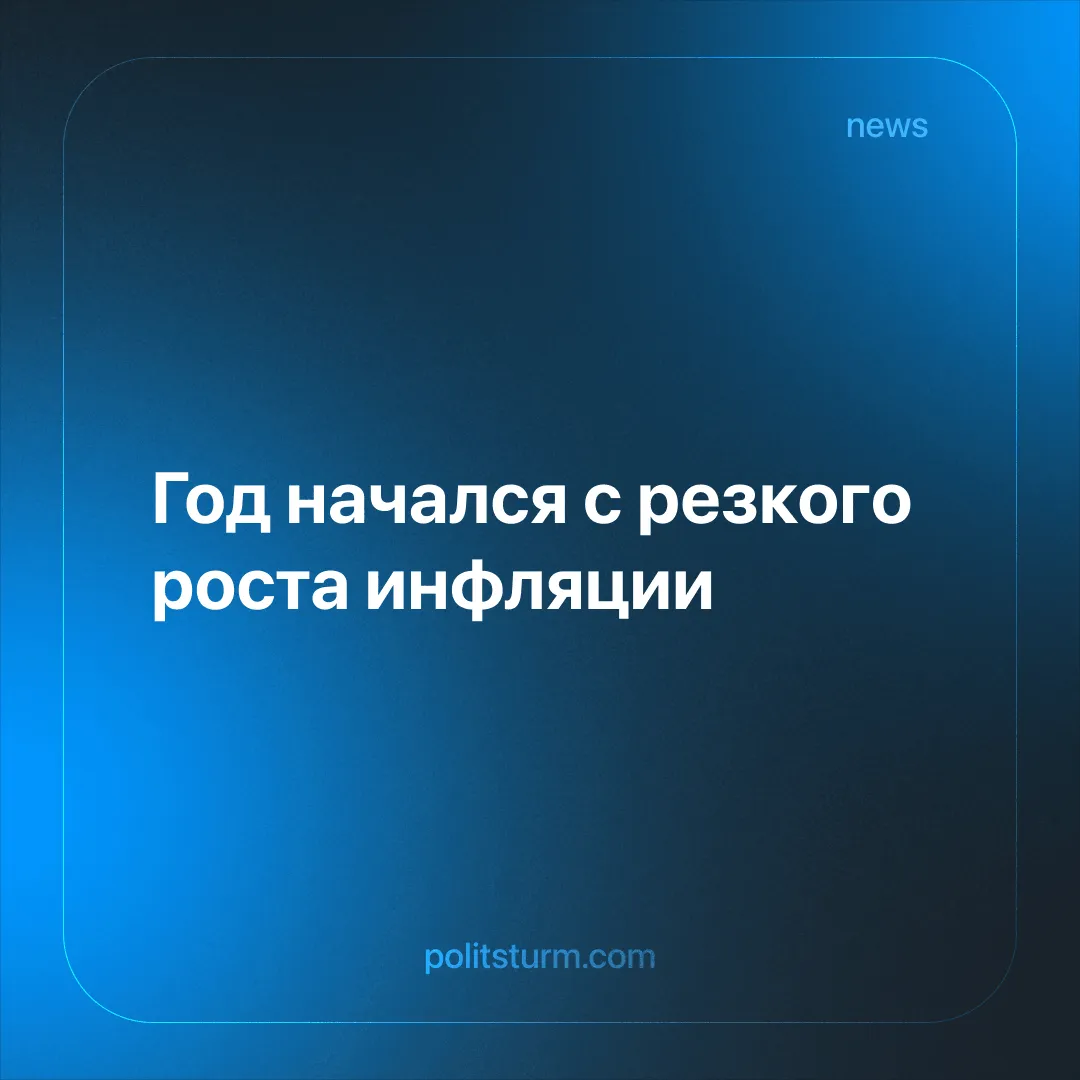 news
Год начался с резкого
роста инфляции
politsturm.com